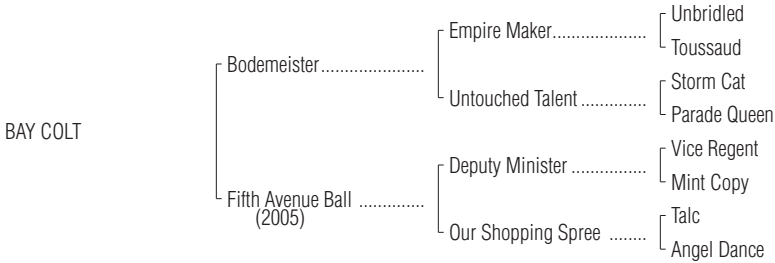 Unbridled
Empire Maker.....................
Toussaud
Bodemeister.......................
Storm Cat
Untouched Talent ..............
Parade Queen
BAY COLT
Vice Regent
Deputy Minister ................
Mint Copy
Fifth Avenue Ball ..............
(2005)
Talc
Our Shopping Spree ........
Angel Dance